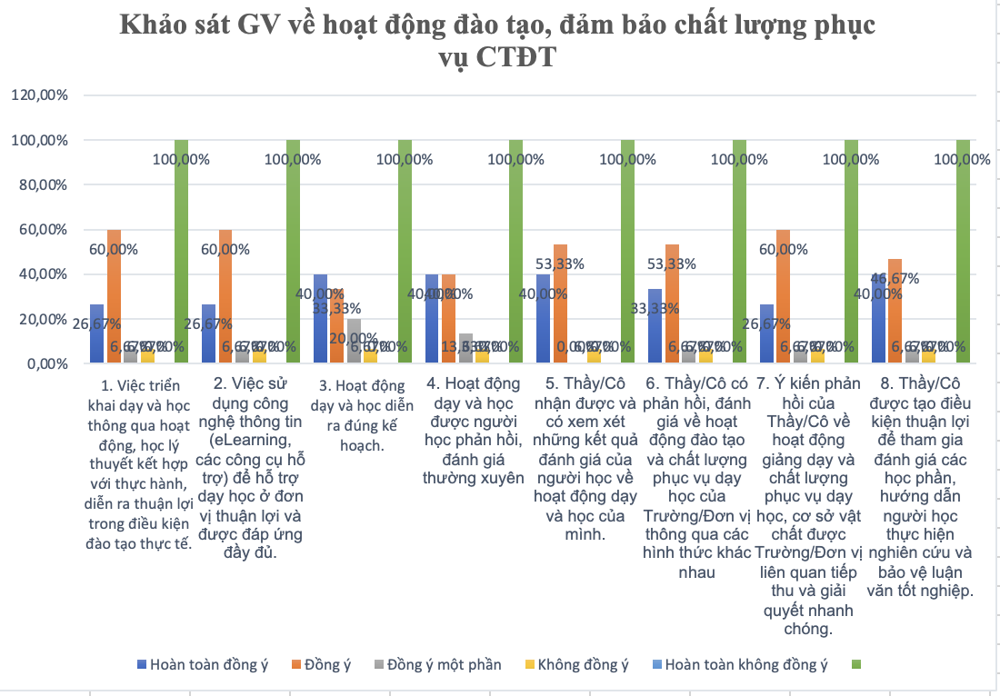 Khảo sát GV về hoạt động đào tạo, đảm bảo chất lượng phục
vụ CTĐT
120,00%
100,00%
80,00%
60,00%
40,00%
20,00%
0,00%
100,00% 100,00% 100,00% 100,00% 100,00% 100,00% 100,00% 100,00%
26,67% 60,00%
26,67% 60,00%
40,00% 33,33% 20,00%
40,00%
40,00% 53,33%
33,33% 53,33%
26,67% 60,00%
40,00% 46,67%
1. Việc triển
khai dạy và học
thông qua hoạt
động, học lý
thuyết kết hợp
với thực hành,
diễn ra thuận lợi
trong điều kiện
đào tạo thực tế.
2. Việc sử
dụng công
nghệ thông tin
(eLearning,
các công cụ hỗ
trợ) để hỗ trợ
dạy học ở đơn
vị thuận lợi và
được đáp ứng
đầy đủ.
3. Hoạt động
dạy và học diễn
ra đúng kế
hoạch.
4. Hoạt động
dạy và học
được người
học phản hồi,
đánh giá
thường xuyên
5. Thầy/Cô
nhận được và
có xem xét
những kết quả
đánh giá của
người học về
hoạt động dạy
và học của
mình.
6. Thầy/Cô có
phản hồi, đánh
giá về hoạt
động đào tạo
và chất lượng
phục vụ dạy
học của
Trường/Đơn vị
thông qua các
hình thức khác
nhau
7. Ý kiến phản
hồi của
Thầy/Cô về
hoạt động
giảng dạy và
chất lượng
phục vụ dạy
học, cơ sở vật
chất được
Trường/Đơn vị
liên quan tiếp
thu và giải
quyết nhanh
chóng.
8. Thầy/Cô
được tạo điều
kiện thuận lợi
để tham gia
đánh giá các
học phần,
hướng dẫn
người học
thực hiện
nghiên cứu và
bảo vệ luận
văn tốt nghiệp.
Hoàn toàn đồng ý Đồng ý Đồng ý một phần Không đồng ý Hoàn toàn không đồng ý